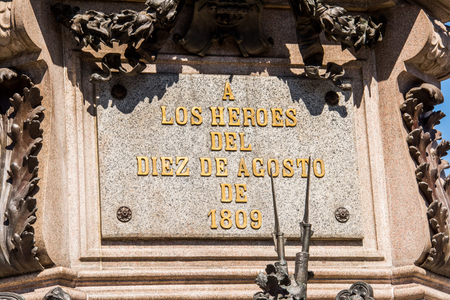 A
LOS HEROES
DEL
DIEZ DE AGOSTO
DE
1809